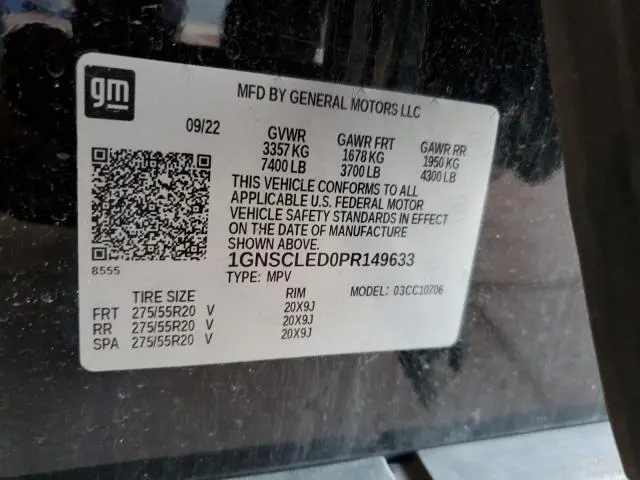 gm
MFD BY GENERAL MOTORS LLC
09/22 GVWR GAWR FRT GAWR RR
3357 KG 1678 KG 1950 KG
7400 LB 3700 LB 4300 LB
THIS VEHICLE CONFORMS TO ALL
APPLICABLE U.S. FEDERAL MOTOR
VEHICLE SAFETY STANDARDS IN EFFECT
ON THE DATE OF MANUFACTURE
SHOWN ABOVE.
8555
1GNSCLED0PR149633
TYPE: MPV MODEL: 03CC10706
TIRE SIZE RIM
FRT 275/55R20 V 20X9J
RR 275/55R20 V 20X9J
SPA 275/55R20 V 20X9J